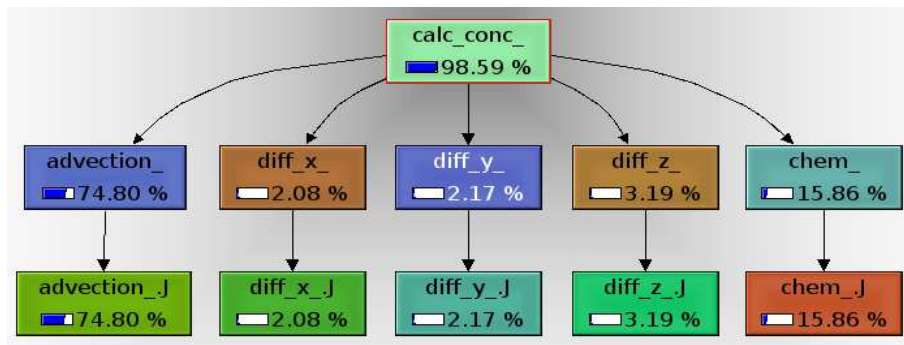 calc_conc_
98.59 %
advection_
74.80 %
diff_x_
2.08 %
diff_y_
2.17 %
diff_z_
3.19 %
chem_
15.86 %
advection_.J
74.80 %
diff_x_.J
2.08 %
diff_y_.J
2.17 %
diff_z_.J
3.19 %
chem_.J
15.86 %